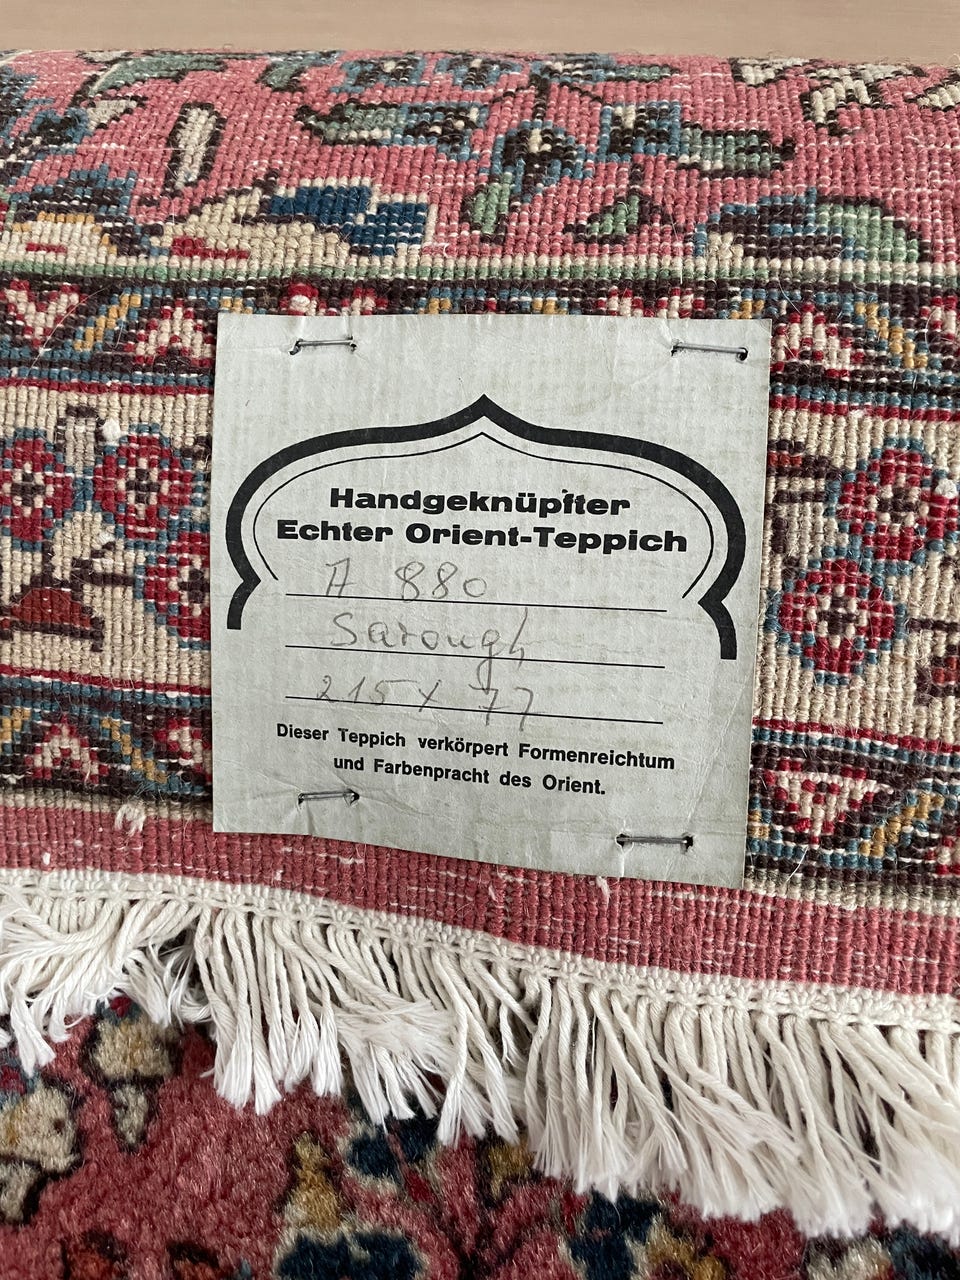 Handgeknüpfter
Echter Orient-Teppich
A 880
Sarough
215 x 77
Dieser Teppich verkörpert Formenreichtum
und Farbenpracht des Orient.